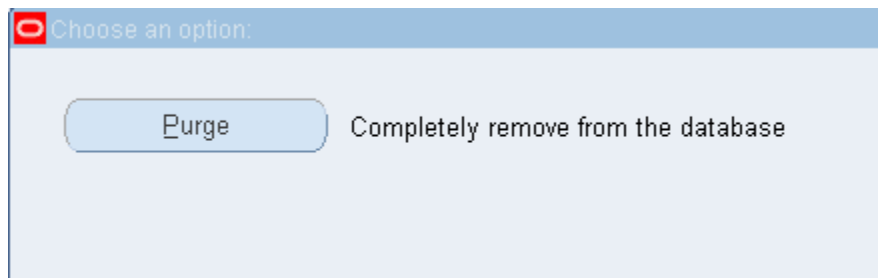 Choose an option:
Purge Completely remove from the database